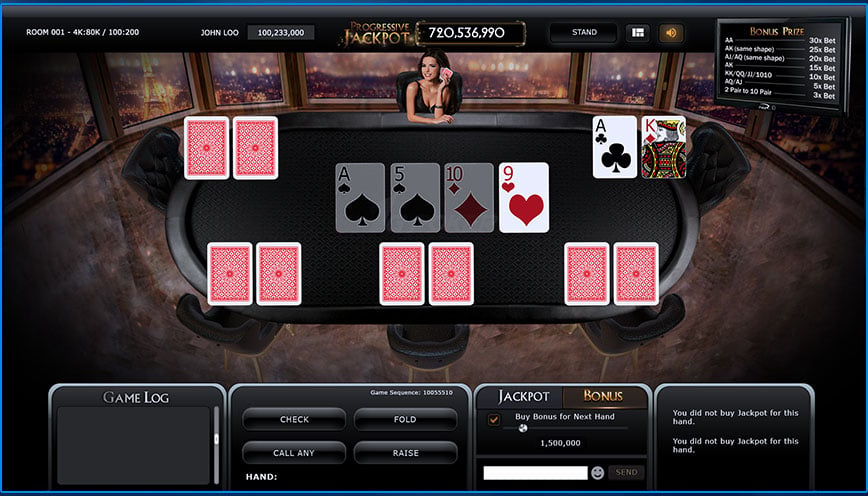 ROOM 001 - 4K:80K / 100:200
JOHN LOO
100,233,000
PROGRESSIVE
JACKPOT
720,536,990
STAND
BONUS PRIZE
AA 30x Bet
AK (same shape) 25x Bet
AJ/AQ (same shape) 20x Bet
AK 15x Bet
KK/QQ/JJ/1010 10x Bet
AQ/AJ 5x Bet
2 Pair to 10 Pair 3x Bet
A K
A 5 10 9
GAME LOG
Game Sequence: 10055510
CHECK
FOLD
CALL ANY
RAISE
HAND:
JACKPOT
BONUS
Buy Bonus for Next Hand
1,500,000
SEND
You did not buy Jackpot for this
hand.
You did not buy Jackpot for this
hand.